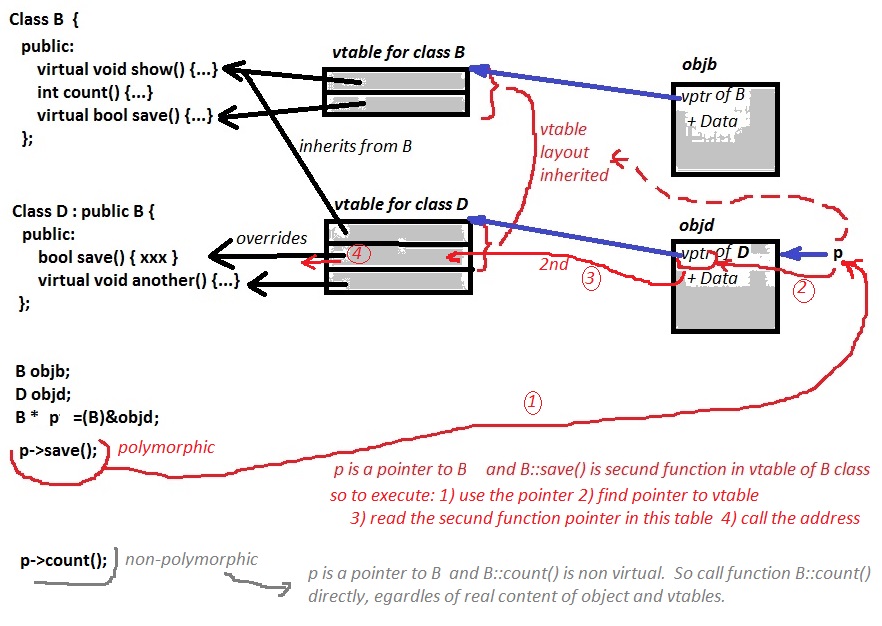 Class B {
public:
virtual void show() {...}
int count() {...}
virtual bool save() {...}
};
vtable for class B
objb
vptr of B
+ Data
vtable
layout
inherited
inherits from B
Class D : public B {
public:
bool save() { xxx }
virtual void another() {...}
};
overrides
vtable for class D
4
2nd
3
objd
vptr of D
+ Data
p
2
B objb;
D objd;
B * p =(B)&objd;
1
p->save();
polymorphic
p is a pointer to B and B::save() is secund function in vtable of B class
so to execute: 1) use the pointer 2) find pointer to vtable
3) read the second function pointer in this table 4) call the address
p->count();
non-polymorphic
p is a pointer to B and B::count() is non virtual. So call function B::count()
directly, egardles of real content of object and vtables.